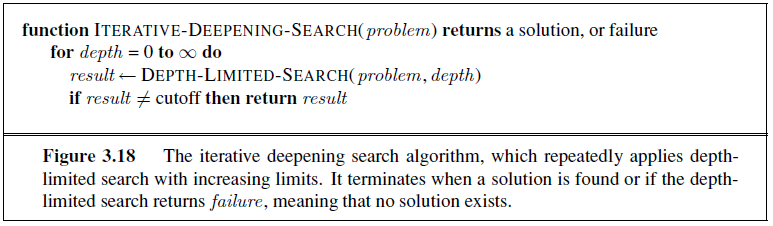 function ITERATIVE-DEEPENING-SEARCH(problem) returns a solution, or failure
for depth = 0 to ∞ do
result ← DEPTH-LIMITED-SEARCH(problem, depth)
if result ≠ cutoff then return result
Figure 3.18 The iterative deepening search algorithm, which repeatedly applies depth-
limited search with increasing limits. It terminates when a solution is found or if the depth-
limited search returns failure, meaning that no solution exists.